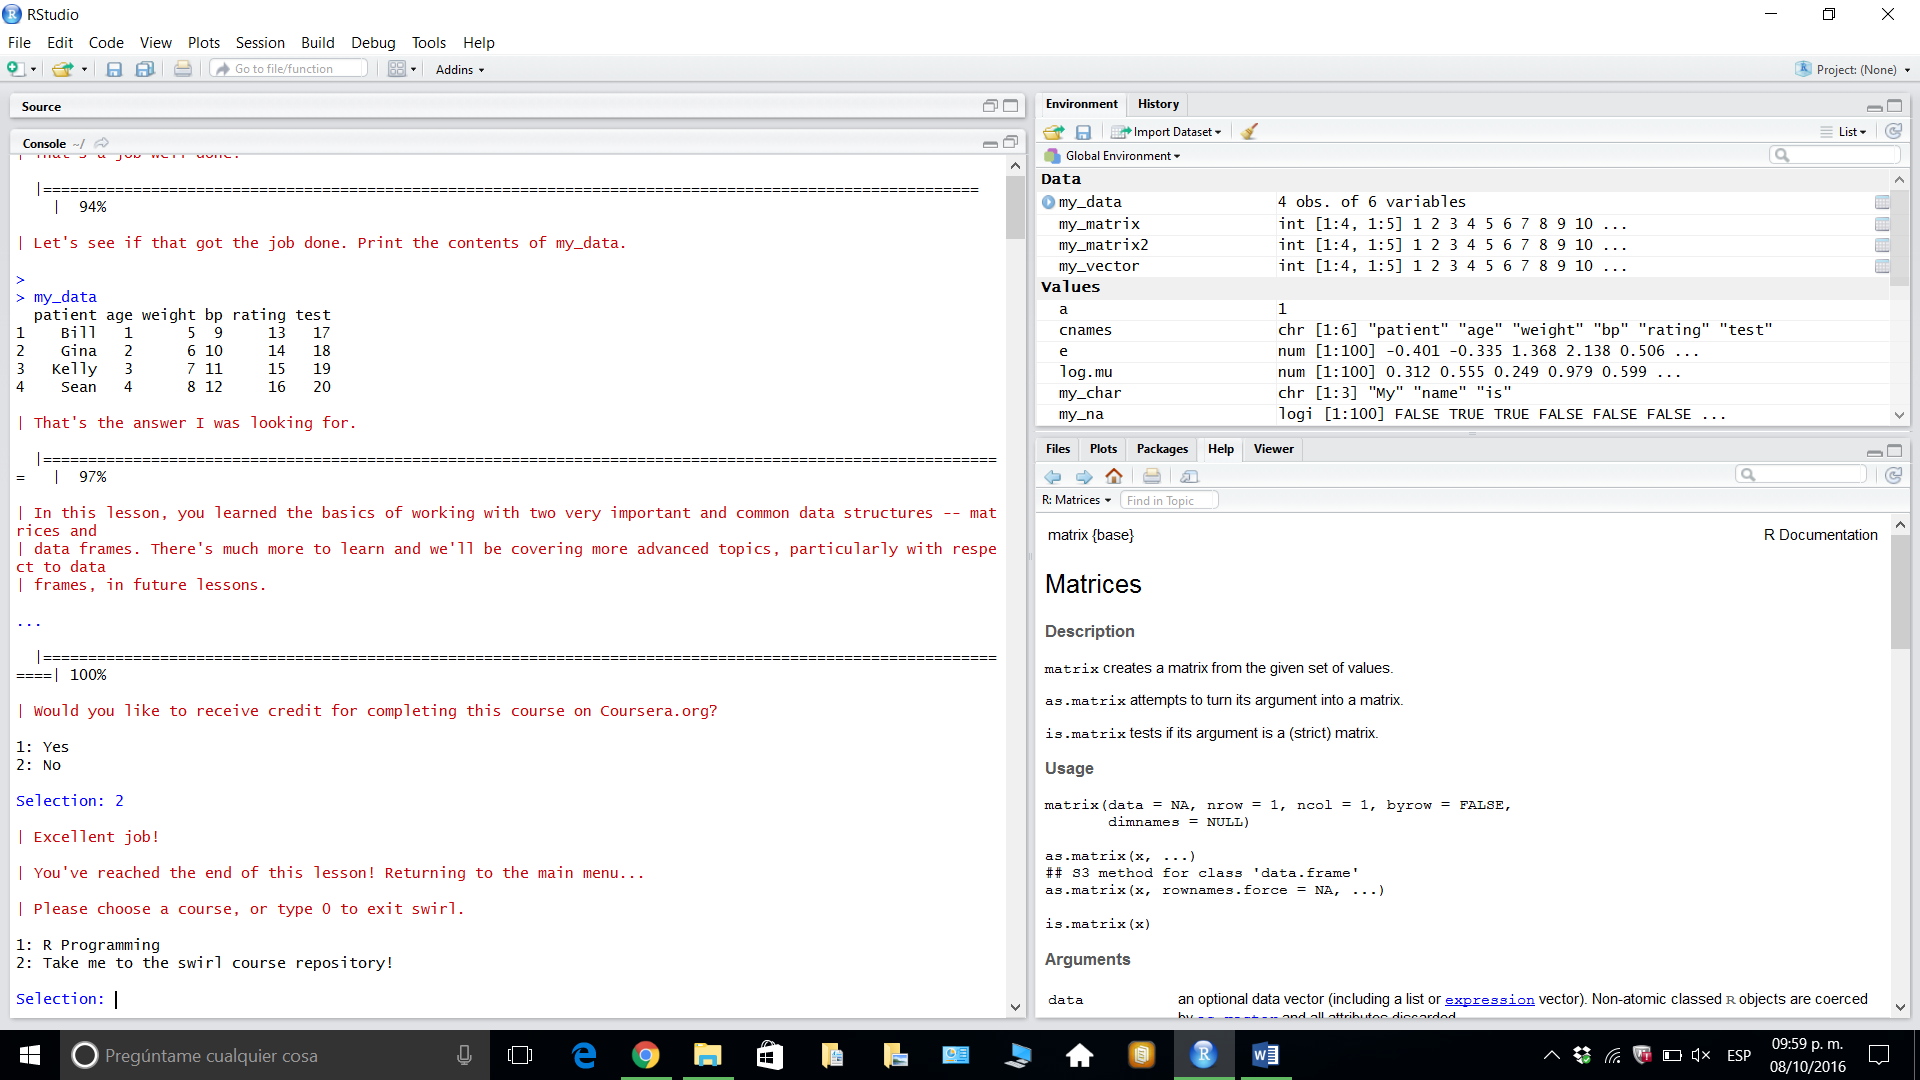 RStudio
File Edit Code View Plots Session Build Debug Tools Help
Go to file/function Addins Project: (None)
Source
Console ~/
| That's a job well done!
|========================================================================================================
| 94%
| Let's see if that got the job done. Print the contents of my_data.
>
> my_data
patient age weight bp rating test
1 Bill 1 5 9 13 17
2 Gina 2 6 10 14 18
3 Kelly 3 7 11 15 19
4 Sean 4 8 12 16 20
| That's the answer I was looking for.
|==========================================================================================================
= | 97%
| In this lesson, you learned the basics of working with two very important and common data structures -- mat
rices and
| data frames. There's much more to learn and we'll be covering more advanced topics, particularly with respe
ct to data
| frames, in future lessons.
...
|==========================================================================================================
====| 100%
| Would you like to receive credit for completing this course on Coursera.org?
1: Yes
2: No
Selection: 2
| Excellent job!
| You've reached the end of this lesson! Returning to the main menu...
| Please choose a course, or type 0 to exit swirl.
1: R Programming
2: Take me to the swirl course repository!
Selection:
Environment History
Import Dataset List
Global Environment
Data
my_data 4 obs. of 6 variables
my_matrix int [1:4, 1:5] 1 2 3 4 5 6 7 8 9 10 ...
my_matrix2 int [1:4, 1:5] 1 2 3 4 5 6 7 8 9 10 ...
my_vector int [1:4, 1:5] 1 2 3 4 5 6 7 8 9 10 ...
Values
a 1
cnames chr [1:6] "patient" "age" "weight" "bp" "rating" "test"
e num [1:100] -0.401 -0.335 1.368 2.138 0.506 ...
log.mu num [1:100] 0.312 0.555 0.249 0.979 0.599 ...
my_char chr [1:3] "My" "name" "is"
my_na logi [1:100] FALSE TRUE TRUE FALSE FALSE FALSE ...
Files Plots Packages Help Viewer
R: Matrices Find in Topic
matrix {base} R Documentation
Matrices
Description
matrix creates a matrix from the given set of values.
as.matrix attempts to turn its argument into a matrix.
is.matrix tests if its argument is a (strict) matrix.
Usage
matrix(data = NA, nrow = 1, ncol = 1, byrow = FALSE,
dimnames = NULL)
as.matrix(x, ...)
## S3 method for class 'data.frame'
as.matrix(x, rownames.force = NA, ...)
is.matrix(x)
Arguments
data an optional data vector (including a list or expression vector). Non-atomic classed R objects are coerced
by as.vector and all attributes discarded.
Pregúntame cualquier cosa
ESP
09:59 p. m.
08/10/2016